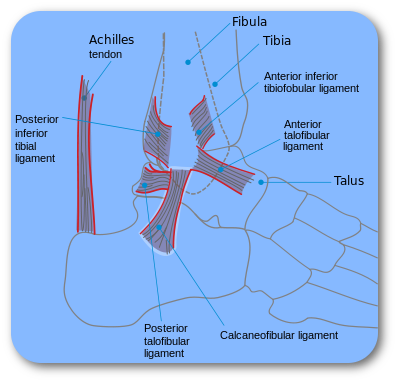 Fibula
Achilles
tendon
Tibia
Anterior inferior
tibiofobular ligament
Posterior
inferior
tibial
ligament
Anterior
talofibular
ligament
Talus
Posterior
talofibular
ligament
Calcaneofibular ligament